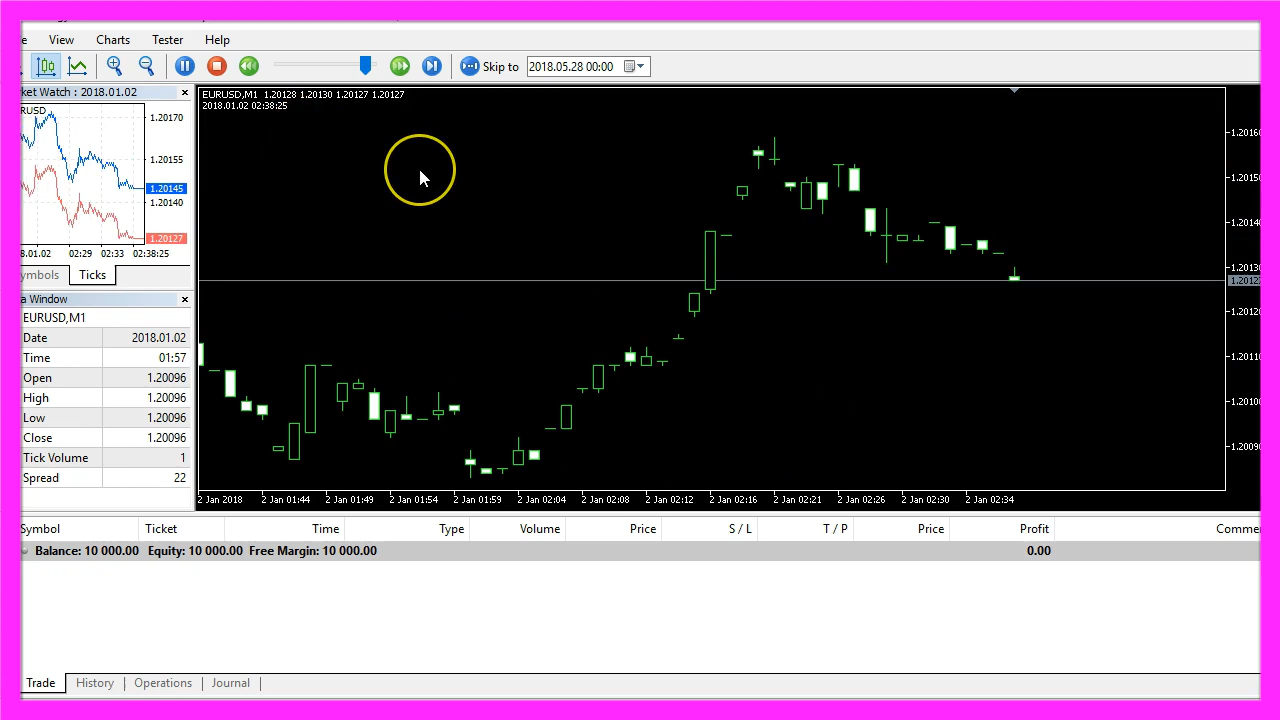 e View Charts Tester Help
Skip to 2018.05.28 00:00
ket Watch : 2018.01.02
EURUSD,M1 1.20128 1.20130 1.20127 1.20127
2018.01.02 02:38:25
RUSD
1.20170
1.20155
1.20145
1.20140
1.20127
8.01.02 02:29 02:33 02:38:25
ymbols Ticks
a Window
EURUSD,M1
Date 2018.01.02
Time 01:57
Open 1.20096
High 1.20096
Low 1.20096
Close 1.20096
Tick Volume 1
Spread 22
1.20160
1.20150
1.20140
1.20130
1.2012
1.20120
1.20110
1.20100
1.20090
2 Jan 2018 2 Jan 01:44 2 Jan 01:49 2 Jan 01:54 2 Jan 01:59 2 Jan 02:04 2 Jan 02:08 2 Jan 02:12 2 Jan 02:16 2 Jan 02:21 2 Jan 02:26 2 Jan 02:30 2 Jan 02:34
Symbol Ticket Time Type Volume Price S / L T / P Price Profit Comme
Balance: 10 000.00 Equity: 10 000.00 Free Margin: 10 000.00 0.00
Trade History Operations Journal